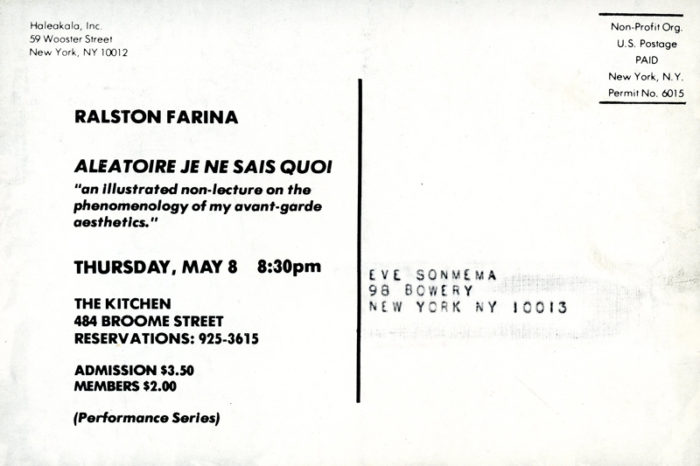 Haleakala, Inc.
59 Wooster Street
New York, NY 10012
Non-Profit Org.
U.S. Postage
PAID
New York, N.Y.
Permit No. 6015
RALSTON FARINA
ALEATOIRE JE NE SAIS QUOI
"an illustrated non-lecture on the
phenomenology of my avant-garde
aesthetics."
THURSDAY, MAY 8 8:30pm
THE KITCHEN
484 BROOME STREET
RESERVATIONS: 925-3615
ADMISSION $3.50
MEMBERS $2.00
(Performance Series)
EVE SONMEMA
98 BOWERY
NEW YORK NY 10013